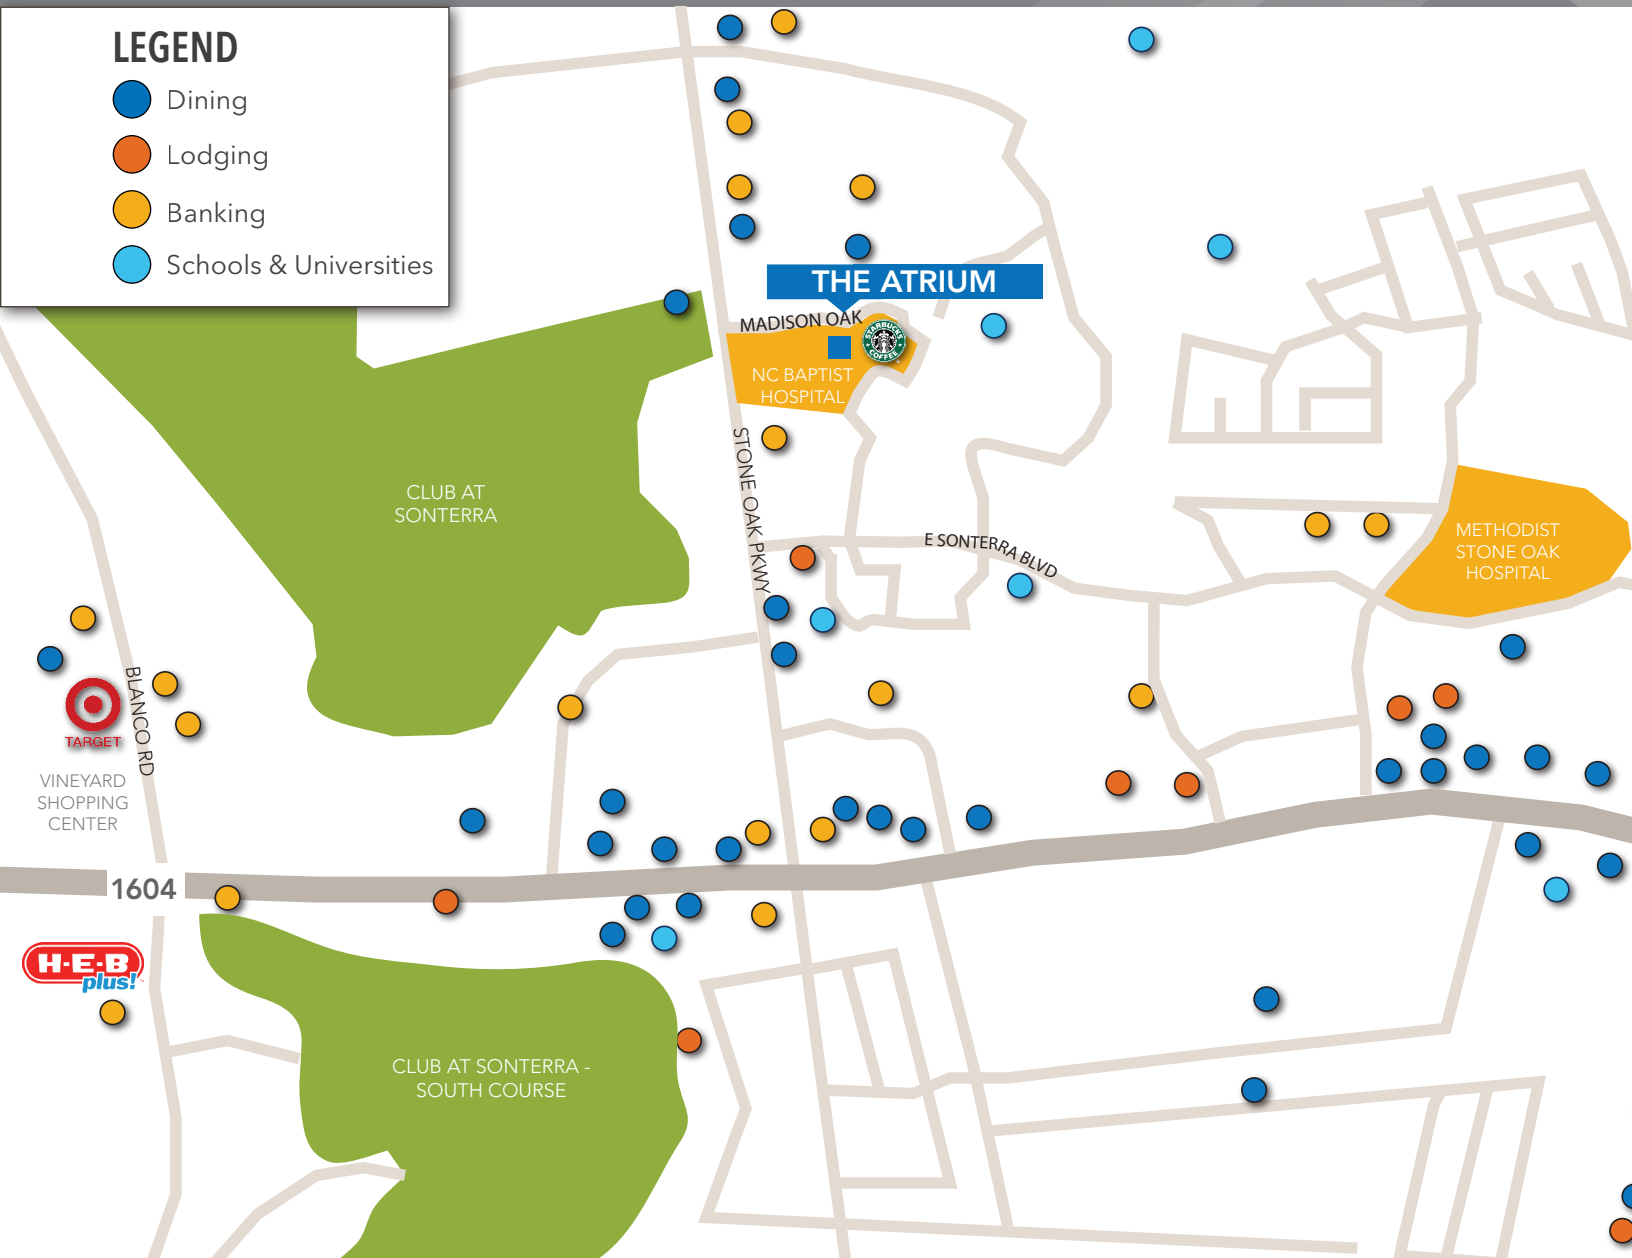 LEGEND
Dining
Lodging
Banking
Schools & Universities
THE ATRIUM
MADISON OAK
STARBUCKS
COFFEE
NC BAPTIST
HOSPITAL
STONE OAK PKWY
CLUB AT
SONTERRA
E SONTERRA BLVD
METHODIST
STONE OAK
HOSPITAL
BLANCO RD
TARGET
VINEYARD
SHOPPING
CENTER
1604
H-E-B
plus!
CLUB AT SONTERRA -
SOUTH COURSE